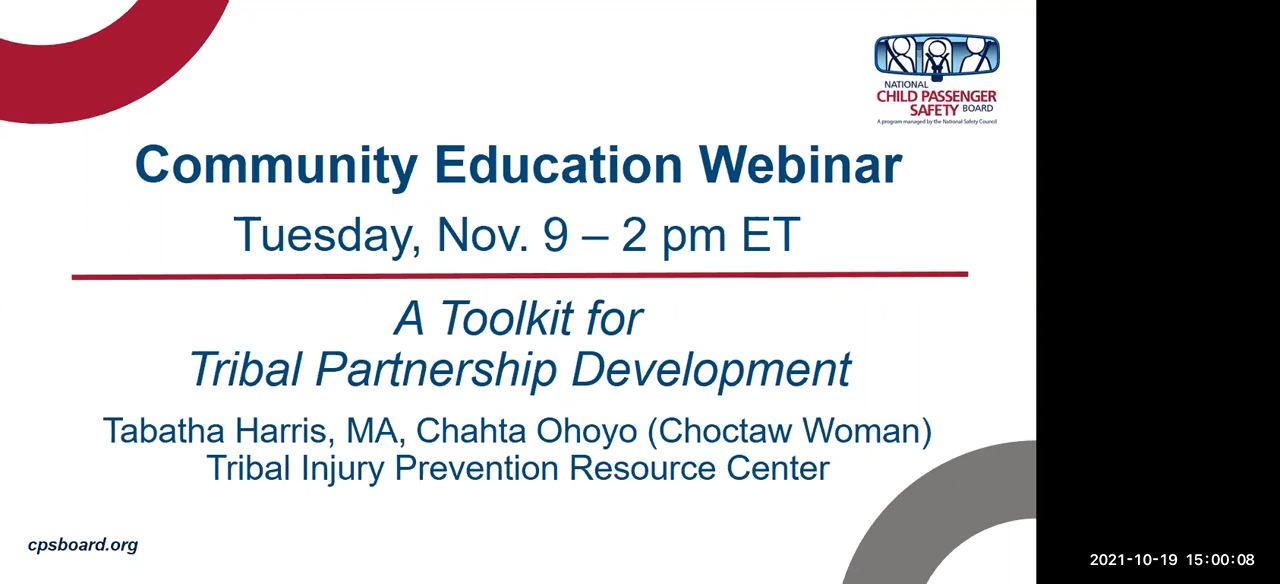 NATIONAL
CHILD PASSENGER
SAFETY BOARD
A program managed by the National Safety Council
Community Education Webinar
Tuesday, Nov. 9 – 2 pm ET
A Toolkit for
Tribal Partnership Development
Tabatha Harris, MA, Chahta Ohoyo (Choctaw Woman)
Tribal Injury Prevention Resource Center
cpsboard.org
2021-10-19 15:00:08